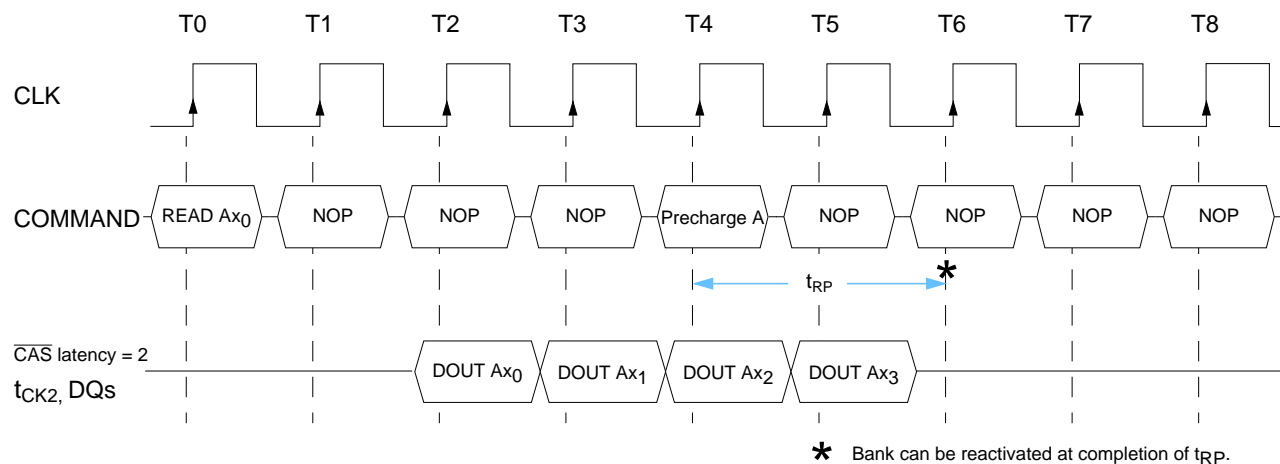 T0 T1 T2 T3 T4 T5 T6 T7 T8
CLK
COMMAND READ Ax0 NOP NOP NOP Precharge A NOP NOP NOP NOP
*
tRP
CAS latency = 2
tCK2, DQs DOUT Ax0 DOUT Ax1 DOUT Ax2 DOUT Ax3
* Bank can be reactivated at completion of tRP.